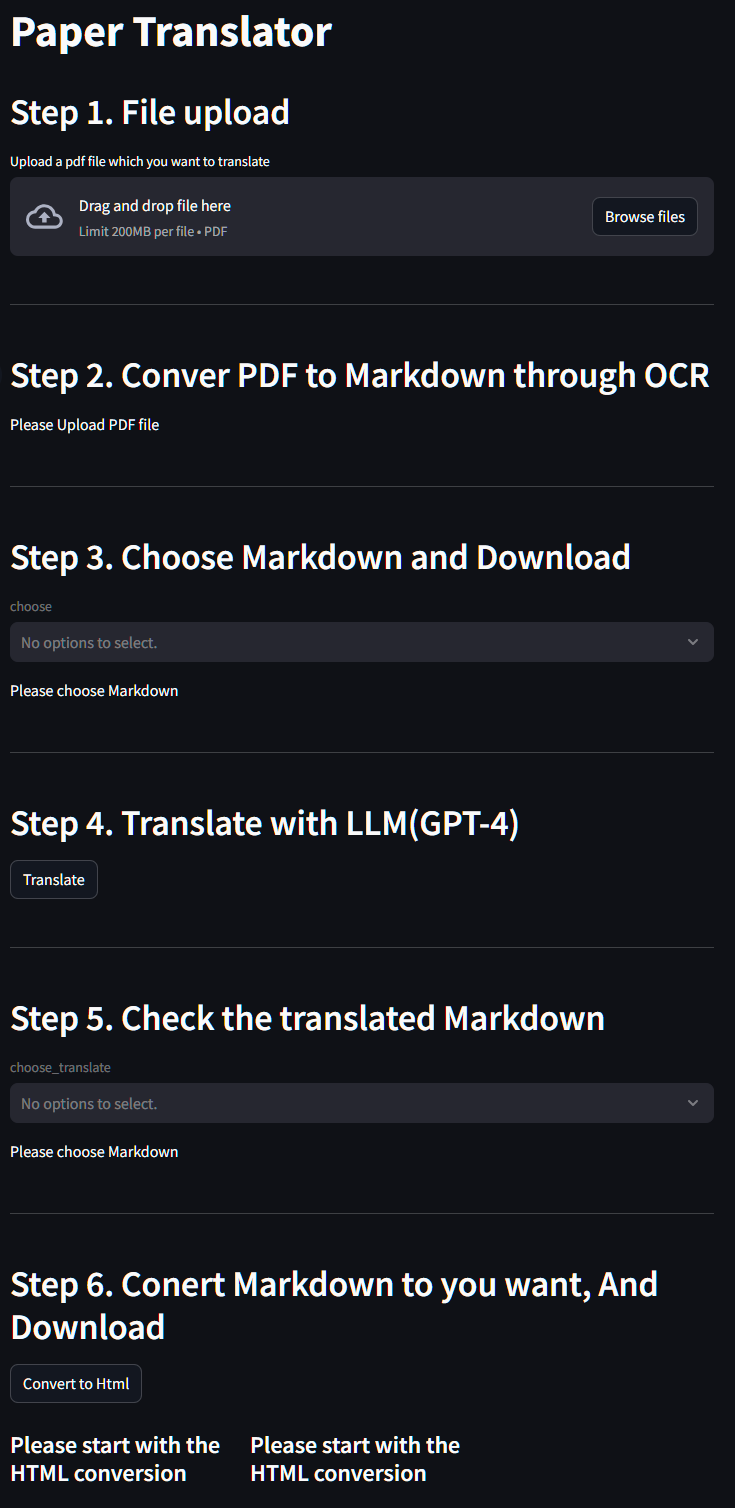 Paper Translator
Step 1. File upload
Upload a pdf file which you want to translate
Drag and drop file here
Limit 200MB per file • PDF
Browse files
Step 2. Conver PDF to Markdown through OCR
Please Upload PDF file
Step 3. Choose Markdown and Download
choose
No options to select.
Please choose Markdown
Step 4. Translate with LLM(GPT-4)
Translate
Step 5. Check the translated Markdown
choose_translate
No options to select.
Please choose Markdown
Step 6. Conert Markdown to you want, And
Download
Convert to Html
Please start with the
HTML conversion
Please start with the
HTML conversion